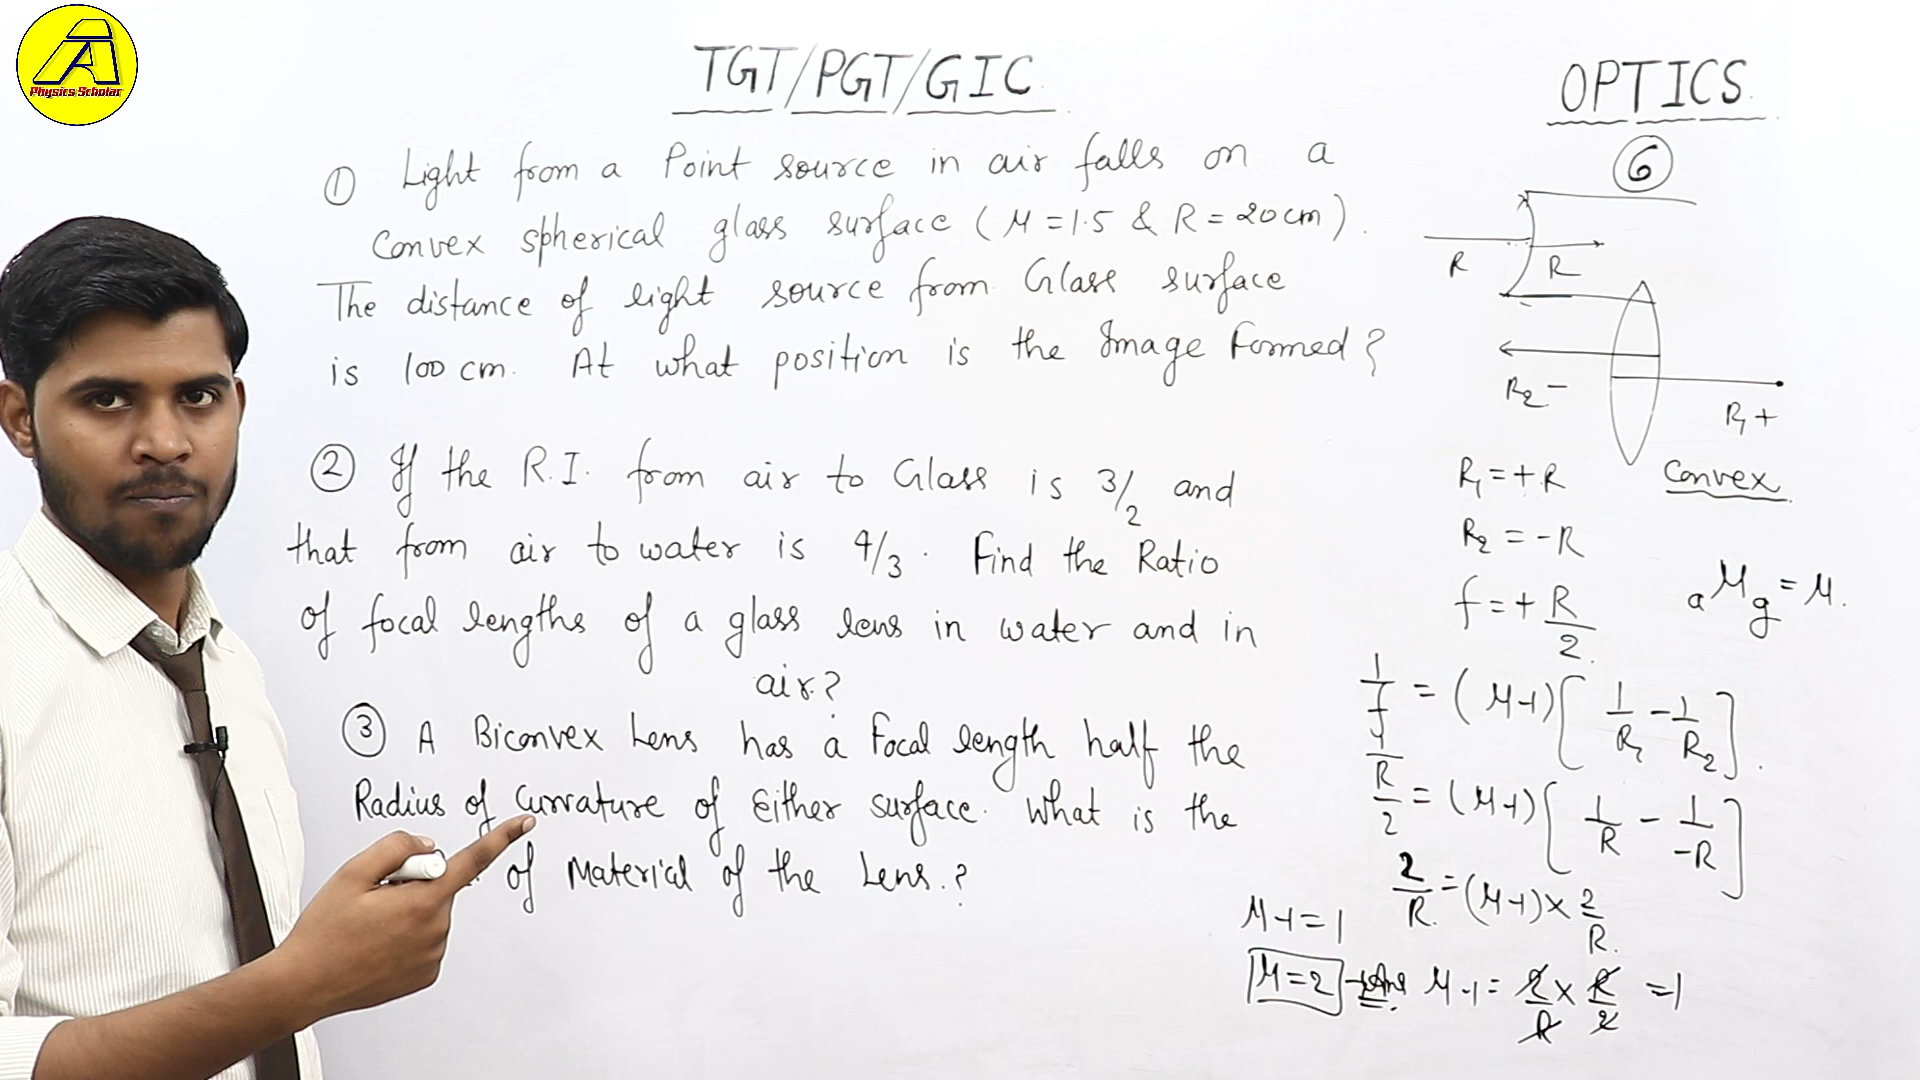 A
Physics Scholar
TGT/PGT/GIC
① Light from a Point source in air falls on a
Convex spherical glass surface (μ = 1.5 & R = 20 cm).
The distance of light source from Glass surface
is 100 cm. At what position is the Image Formed?
② If the R.I. from air to Glass is 3/2 and
that from air to water is 4/3. Find the Ratio
of focal lengths of a glass lens in water and in
air?
③ A Biconvex Lens has a Focal length half the
Radius of Curvature of Either surface. What is the
of Material of the Lens.?
OPTICS
⑥
R R
R₂ - R₁ +
Convex
R₁ = + R
R₂ = - R
f = + R/2.
aμg = μ.
1/f = (μ-1) [1/R₁ - 1/R₂].
1/R/2 = (μ-1) [1/R - 1/-R]
2/R. = (μ-1) × 2/R.
μ-1 = 2/R × R/2 = 1
μ-1 = 1
μ = 2 → Ans.